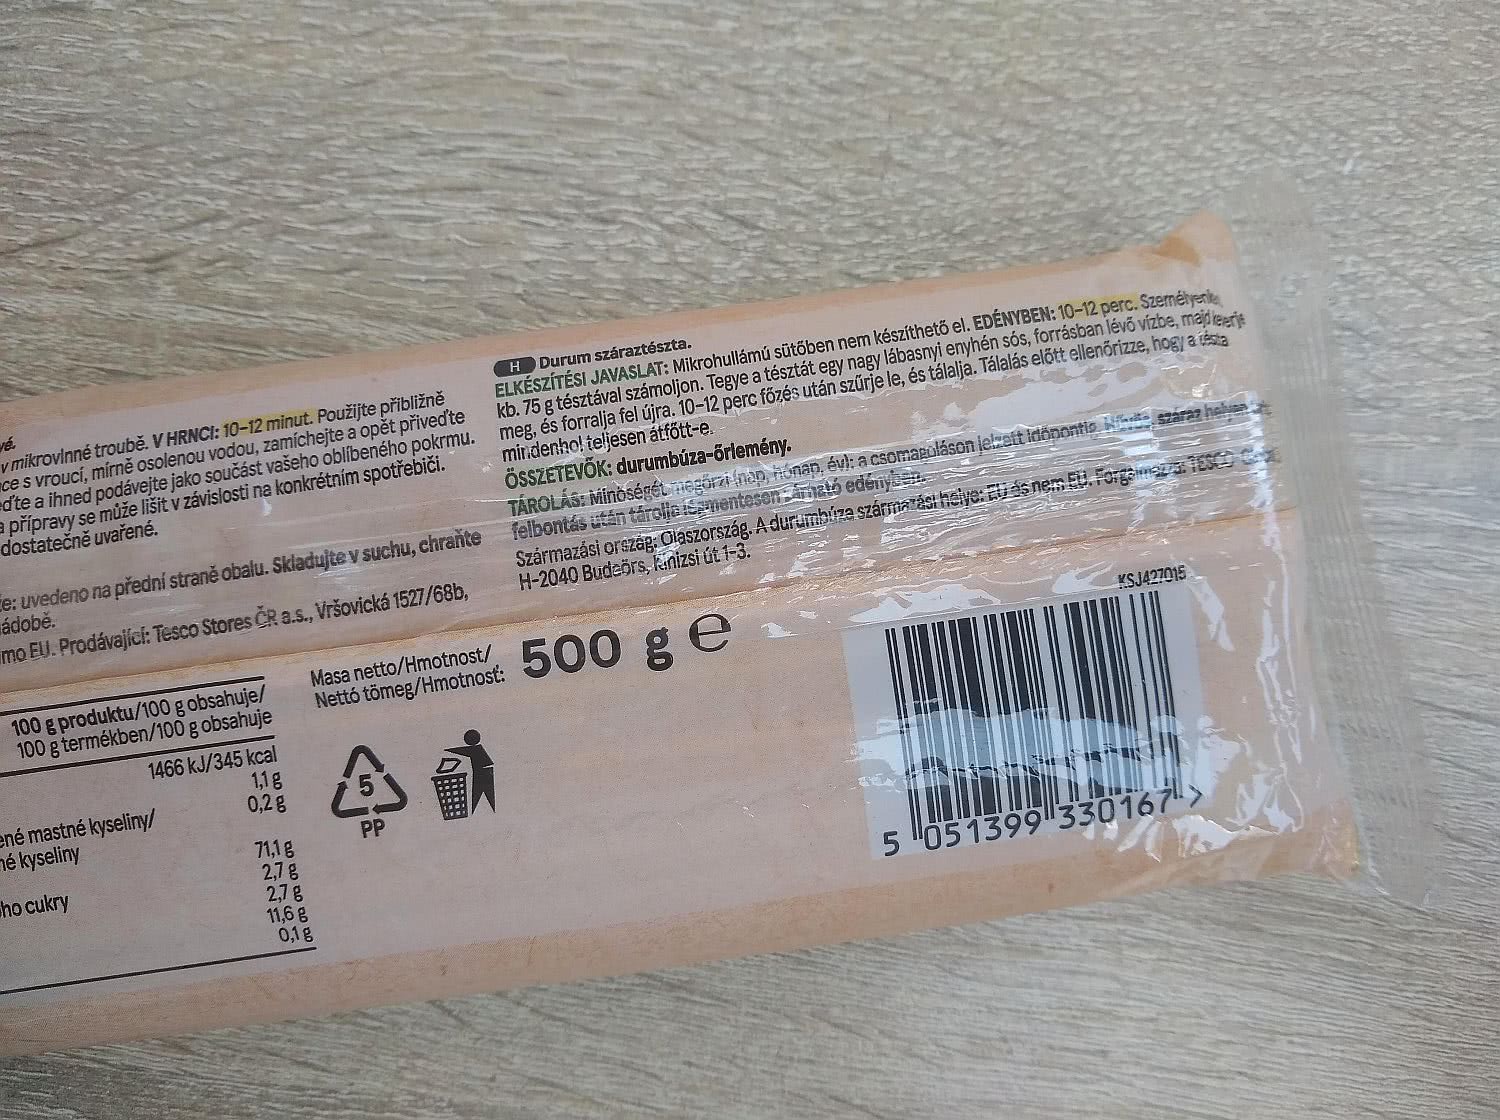 vé.
v mikrovlnné troubě. V HRNCI: 10–12 minut. Použijte přibližně
ce s vroucí, mírně osolenou vodou, zamíchejte a opět přiveďte
ďte a ihned podávejte jako součást vašeho oblíbeného pokrmu.
a přípravy se může lišit v závislosti na konkrétním spotřebiči.
dostatečně uvařené.
e: uvedeno na přední straně obalu. Skladujte v suchu, chraňte
ádobě.
mo EU. Prodávající: Tesco Stores ČR a.s., Vršovická 1527/68b,
H Durum száraztészta.
ELKÉSZÍTÉSI JAVASLAT: Mikrohullámú sütőben nem készíthető el. EDÉNYBEN: 10–12 perc. Személyenként
kb. 75 g tésztával számoljon. Tegye a tésztát egy nagy lábasnyi enyhén sós, forrásban lévő vízbe, majd keverje
meg, és forralja fel újra. 10–12 perc főzés után szűrje le, és tálalja. Tálalás előtt ellenőrizze, hogy a tészta
mindenhol teljesen átfőtt-e.
ÖSSZETEVŐK: durumbúza-őrlemény.
TÁROLÁS: Minőségét megőrzi (nap, hónap, év): a csomagoláson jelzett időpontig. Hűvös, száraz helyen
felbontás után tárolja légmentesen zárható edényben.
Származási ország: Olaszország. A durumbúza származási helye: EU és nem EU. Forgalmazza: TESCO
H-2040 Budaörs, Kinizsi út 1–3.
Masa netto/Hmotnost/
Nettó tömeg/Hmotnosť: 500 g e
100 g produktu/100 g obsahuje/
100 g termékben/100 g obsahuje
1466 kJ/345 kcal
1,1 g
0,2 g
ené mastné kyseliny/
né kyseliny
71,1 g
2,7 g
ho cukry
2,7 g
11,6 g
0,1 g
5
PP
KSJ427015
5 051399 330167 >